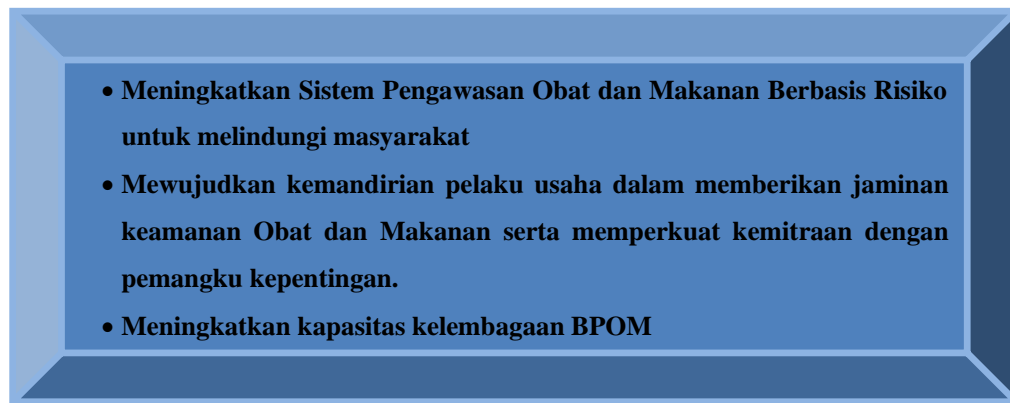 • Meningkatkan Sistem Pengawasan Obat dan Makanan Berbasis Risiko
untuk melindungi masyarakat
• Mewujudkan kemandirian pelaku usaha dalam memberikan jaminan
keamanan Obat dan Makanan serta memperkuat kemitraan dengan
pemangku kepentingan.
• Meningkatkan kapasitas kelembagaan BPOM